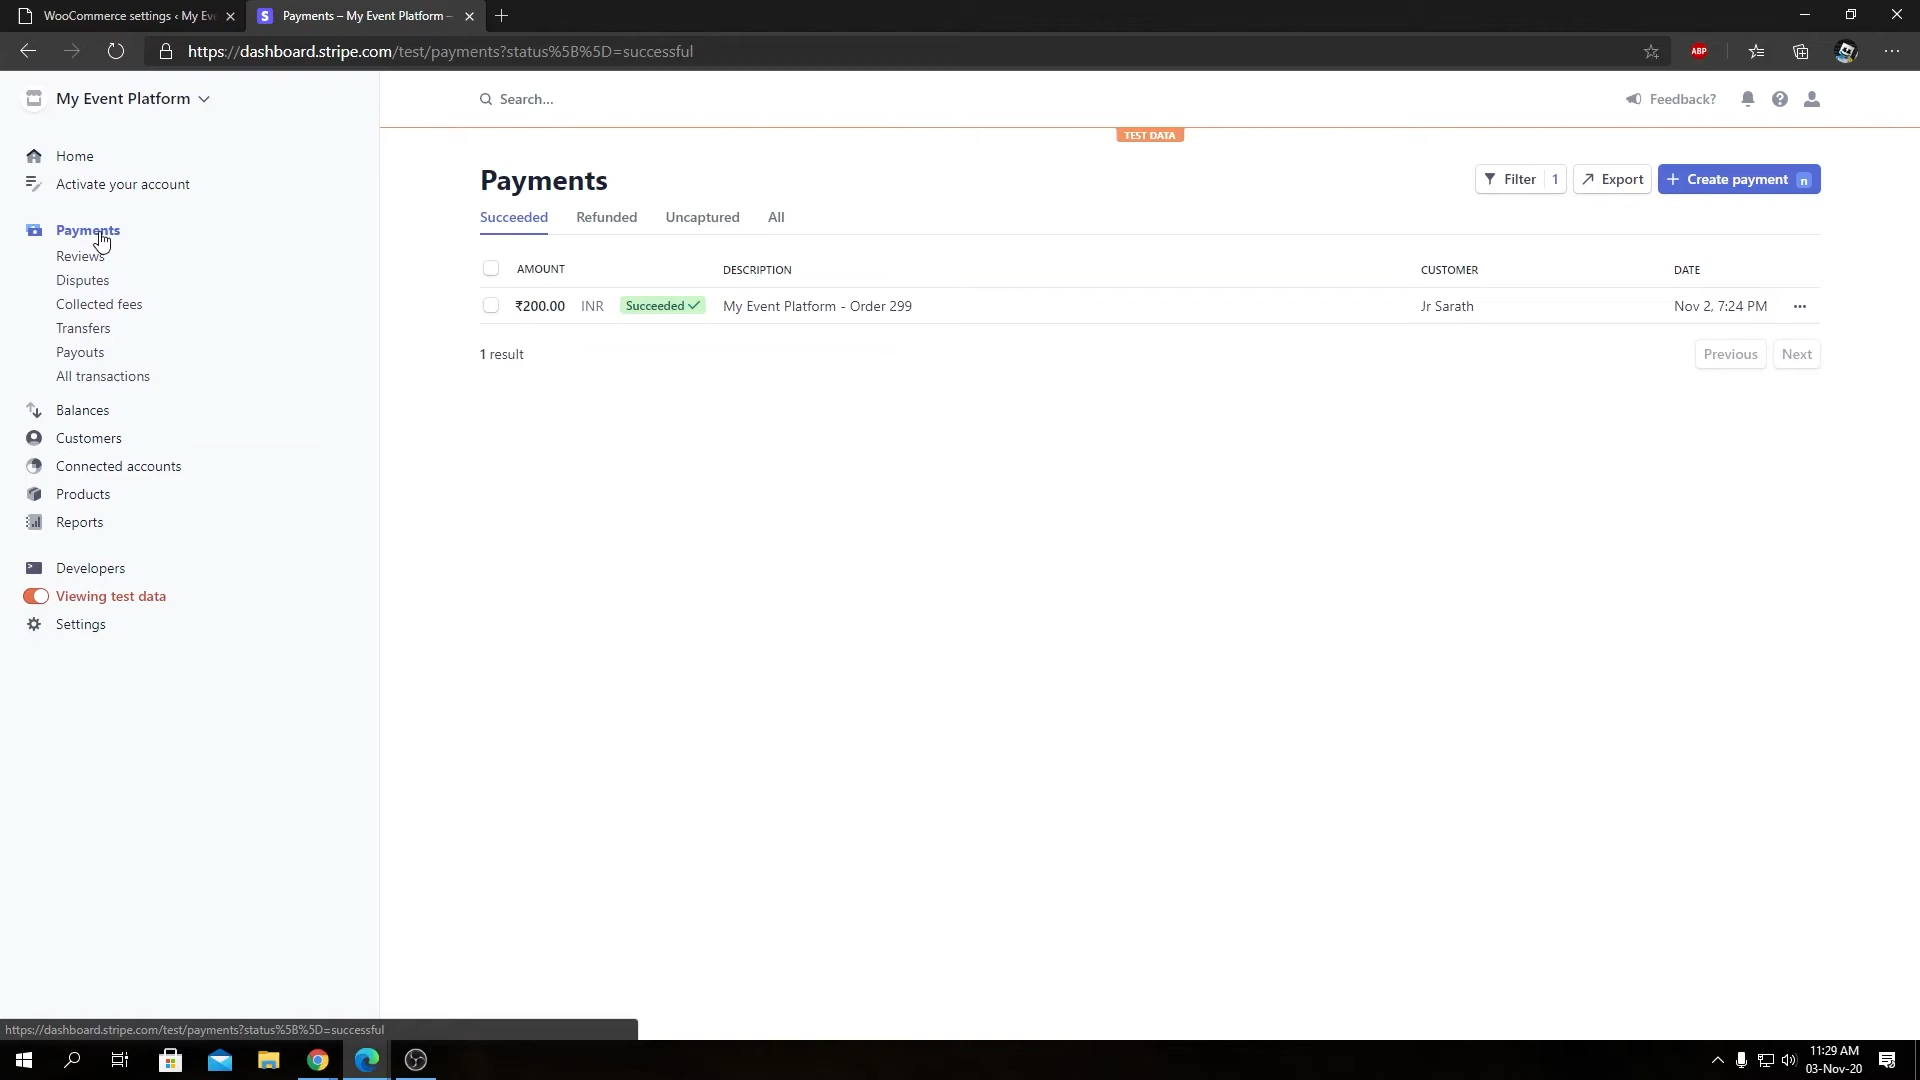 WooCommerce settings ‹ My Eve
Payments – My Event Platform –
https://dashboard.stripe.com/test/payments?status%5B%5D=successful
ABP
My Event Platform
Search...
Feedback?
TEST DATA
Home
Activate your account
Payments
Reviews
Disputes
Collected fees
Transfers
Payouts
All transactions
Balances
Customers
Connected accounts
Products
Reports
Developers
Viewing test data
Settings
Payments
Filter 1
Export
+ Create payment n
Succeeded Refunded Uncaptured All
AMOUNT DESCRIPTION CUSTOMER DATE
₹200.00 INR Succeeded My Event Platform - Order 299 Jr Sarath Nov 2, 7:24 PM
1 result
Previous Next
https://dashboard.stripe.com/test/payments?status%5B%5D=successful
11:29 AM
03-Nov-20